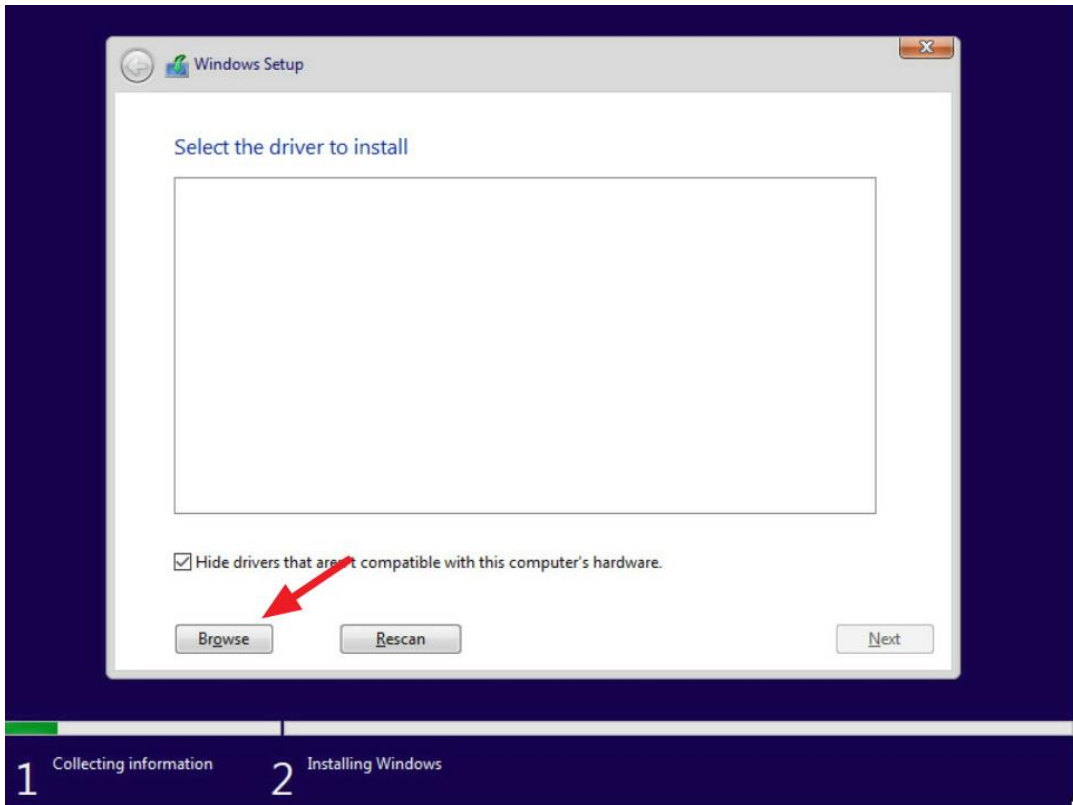 Windows Setup
Select the driver to install
Hide drivers that aren't compatible with this computer's hardware.
Browse
Rescan
Next
1 Collecting information
2 Installing Windows